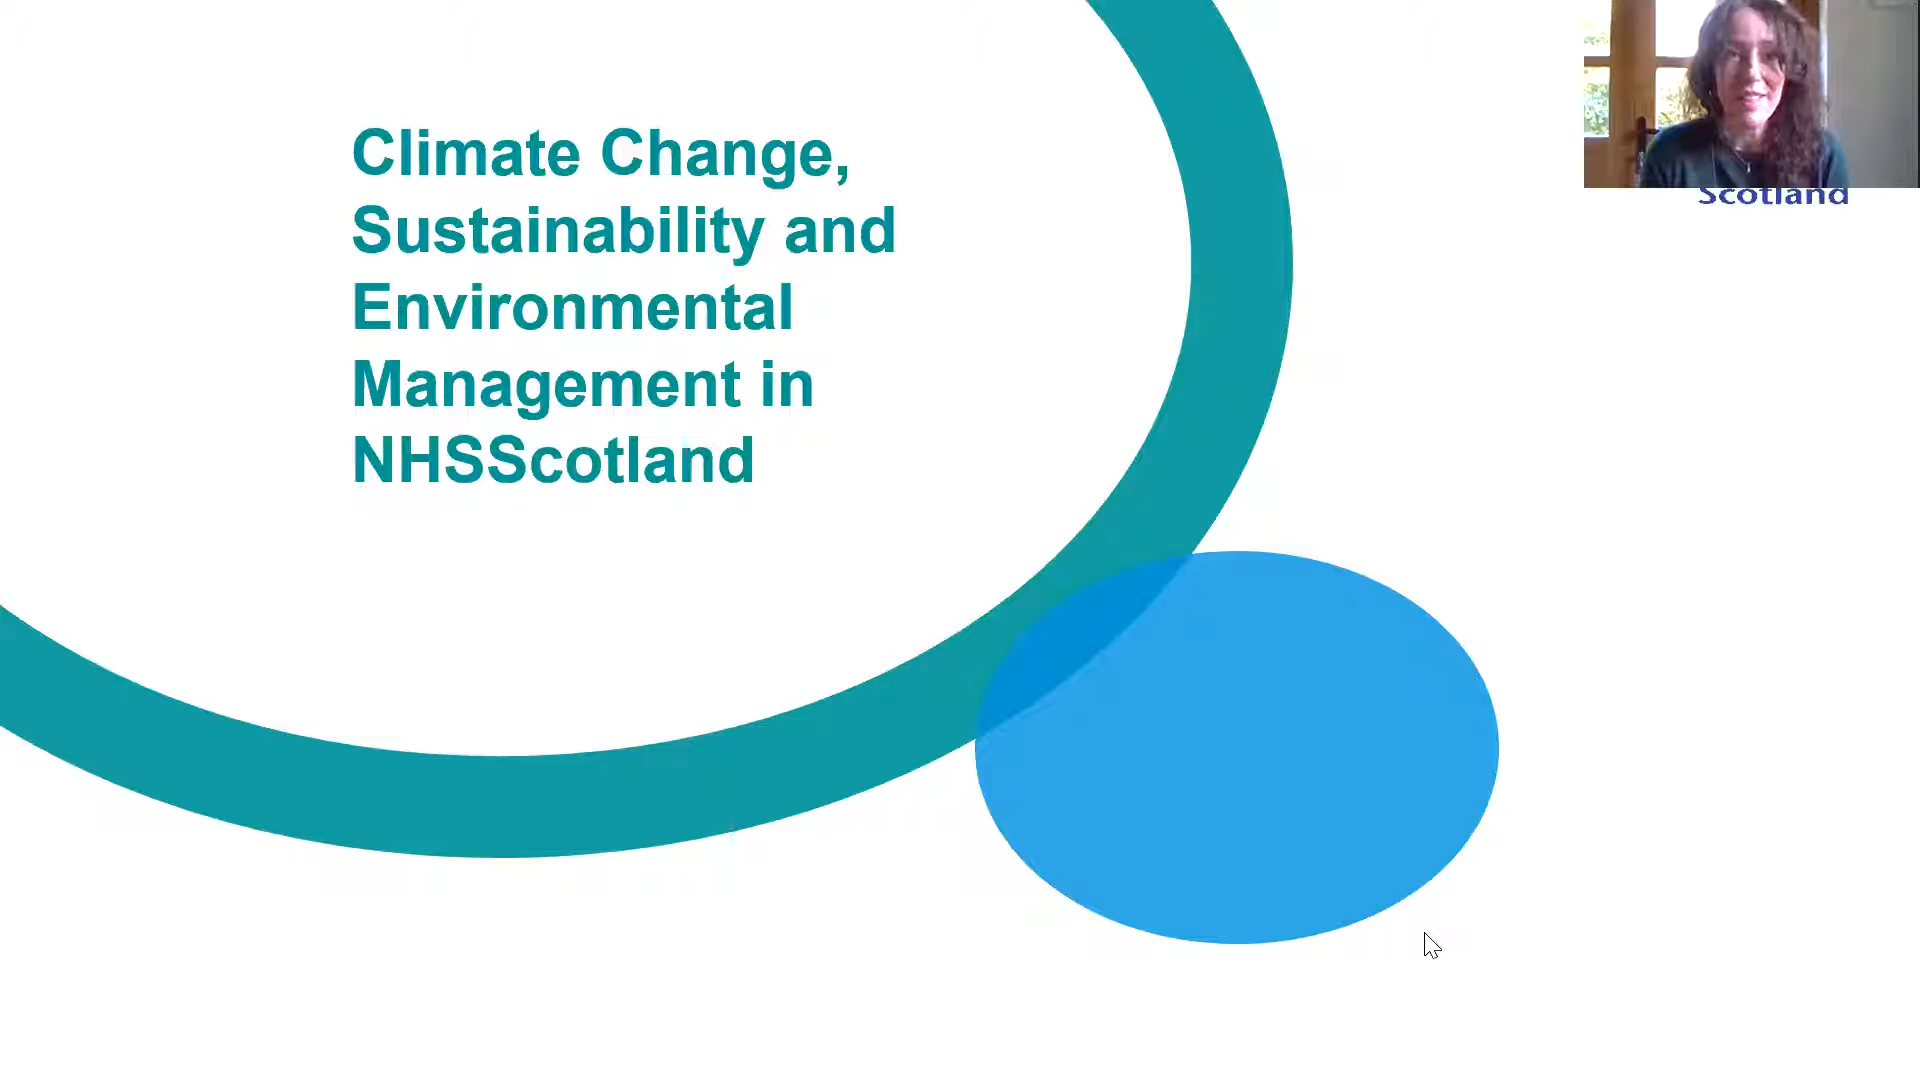 Climate Change,
Sustainability and
Environmental
Management in
NHSScotland
Scotland